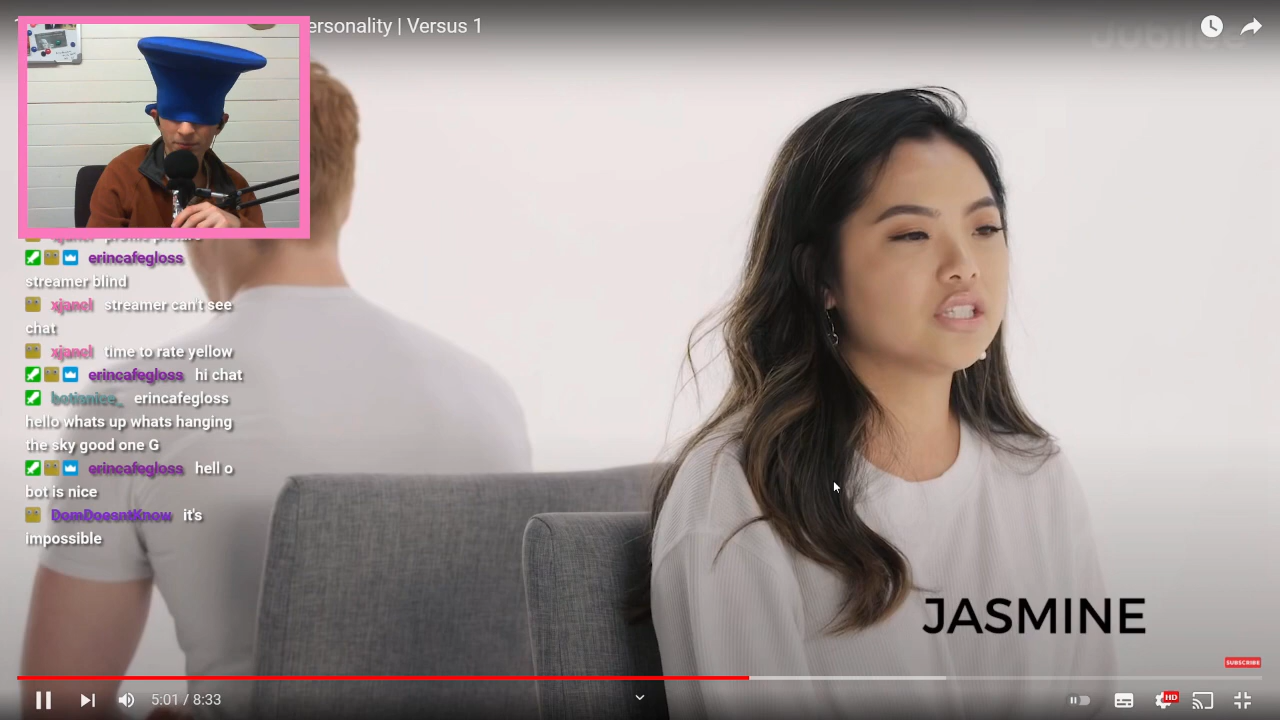 ersonality | Versus 1
Jubilee
erincafegloss
streamer blind
xjanel streamer can't see
chat
xjanel time to rate yellow
erincafegloss hi chat
botisnice_ erincafegloss
hello whats up whats hanging
the sky good one G
erincafegloss hell o
bot is nice
DomDoesntKnow it's
impossible
JASMINE
SUBSCRIBE
5:01 / 8:33
HD